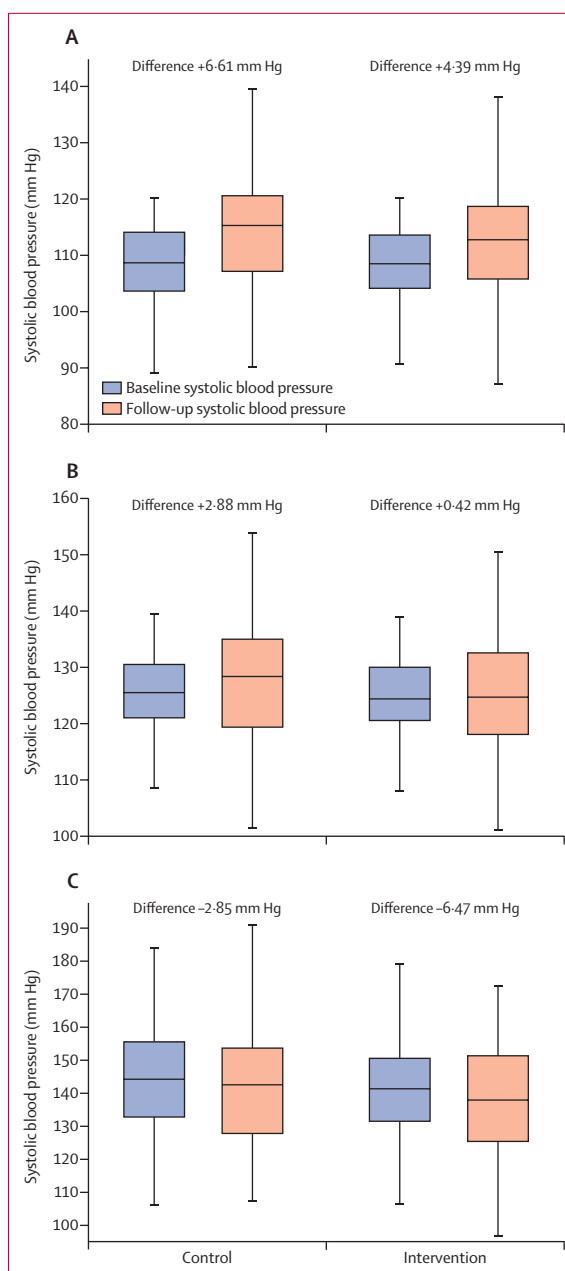 A
Difference +6·61 mm Hg
Difference +4·39 mm Hg
Systolic blood pressure (mm Hg)
140
130
120
110
100
90
80
Baseline systolic blood pressure
Follow-up systolic blood pressure
B
Difference +2·88 mm Hg
Difference +0·42 mm Hg
Systolic blood pressure (mm Hg)
160
150
140
130
120
110
100
C
Difference –2·85 mm Hg
Difference –6·47 mm Hg
Systolic blood pressure (mm Hg)
190
180
170
160
150
140
130
120
110
100
Control
Intervention